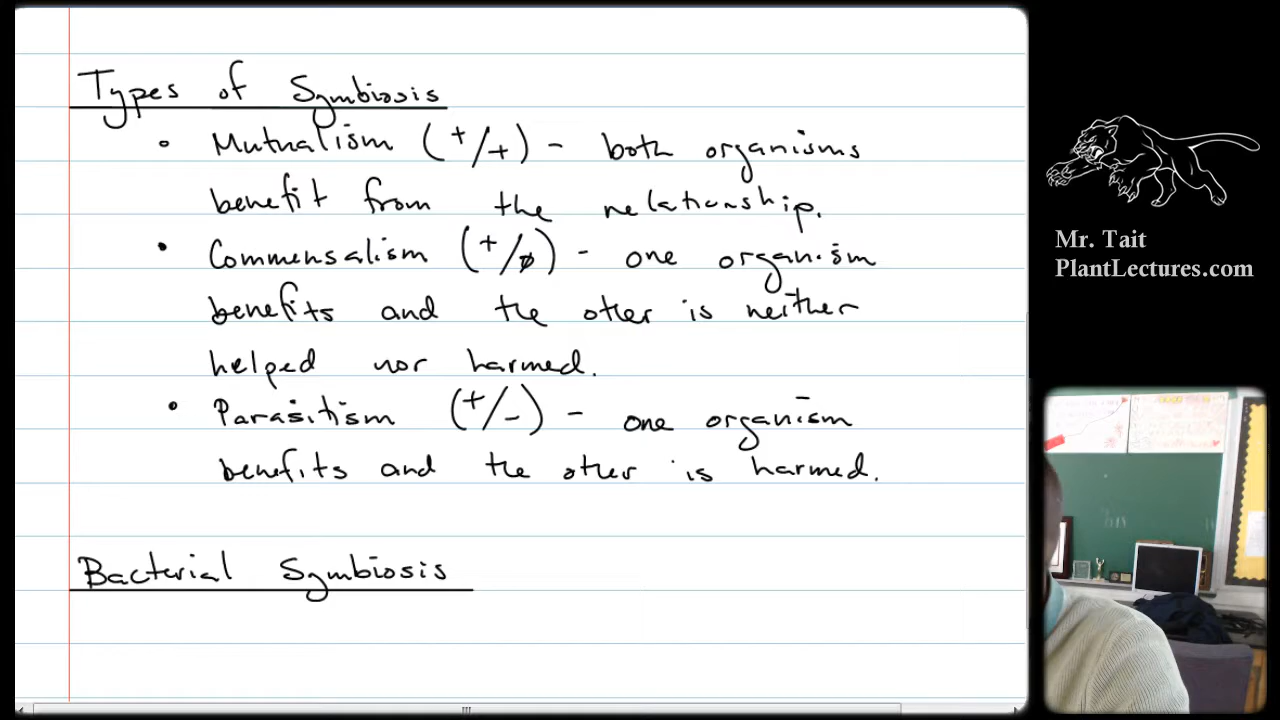 Types of Symbiosis
• Mutualism (+/+) - both organisms
benefit from the relationship.
• Commensalism (+/ø) - one organism
benefits and the other is neither
helped nor harmed.
• Parasitism (+/-) - one organism
benefits and the other is harmed.
Bacterial Symbiosis
Mr. Tait
PlantLectures.com